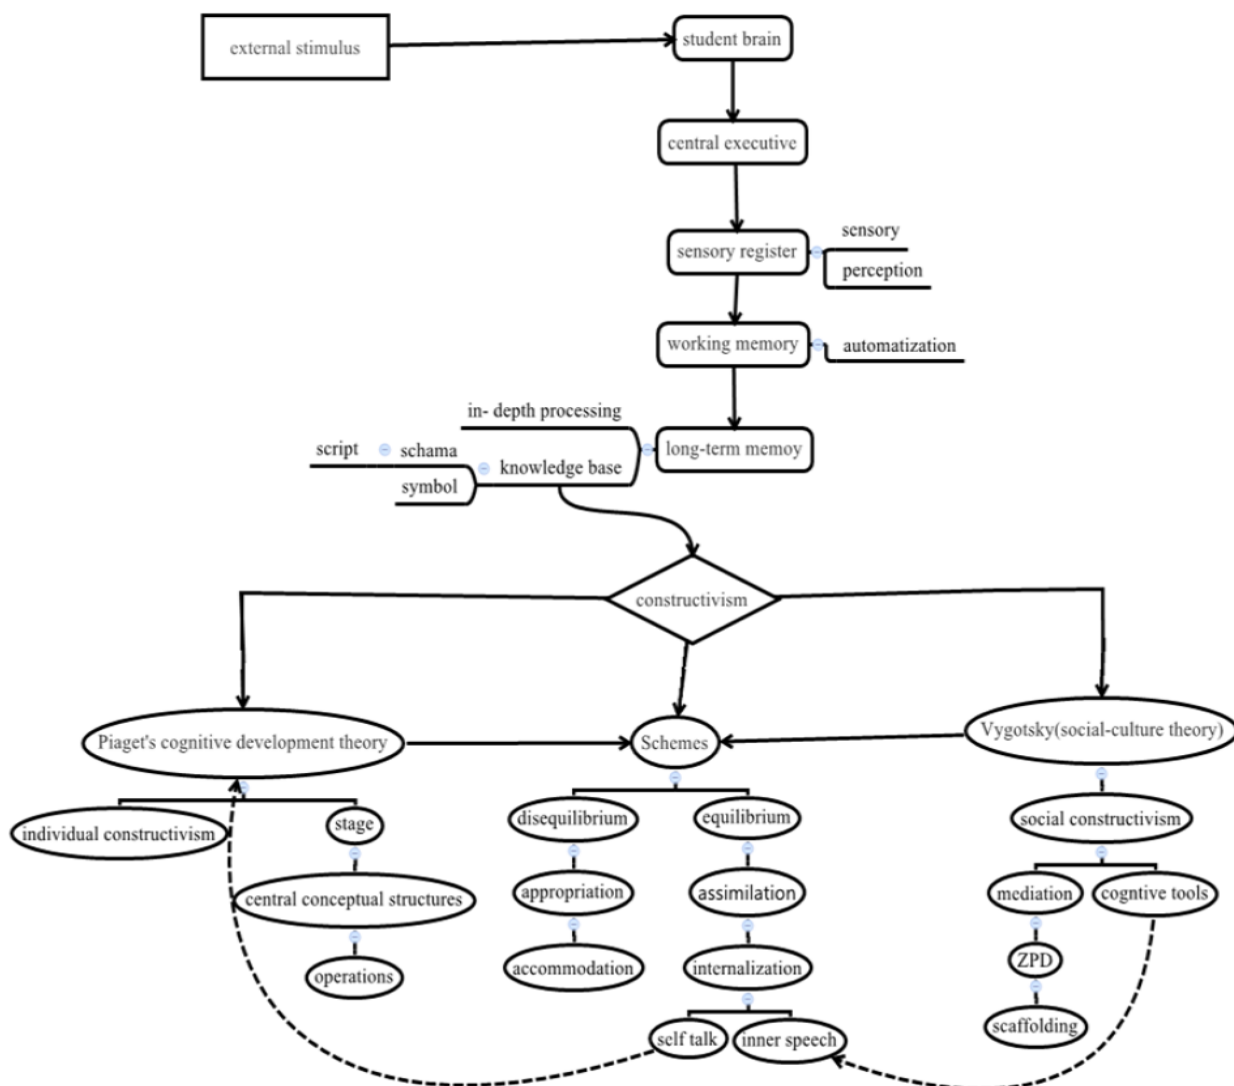 external stimulus
student brain
central executive
sensory register
sensory
perception
working memory
automatization
in- depth processing
long-term memoy
script
schama
knowledge base
symbol
constructivism
Piaget's cognitive development theory
Schemes
Vygotsky(social-culture theory)
individual constructivism
stage
disequilibrium
equilibrium
social constructivism
central conceptual structures
appropriation
assimilation
mediation
cogntive tools
operations
accommodation
internalization
ZPD
self talk
inner speech
scaffolding